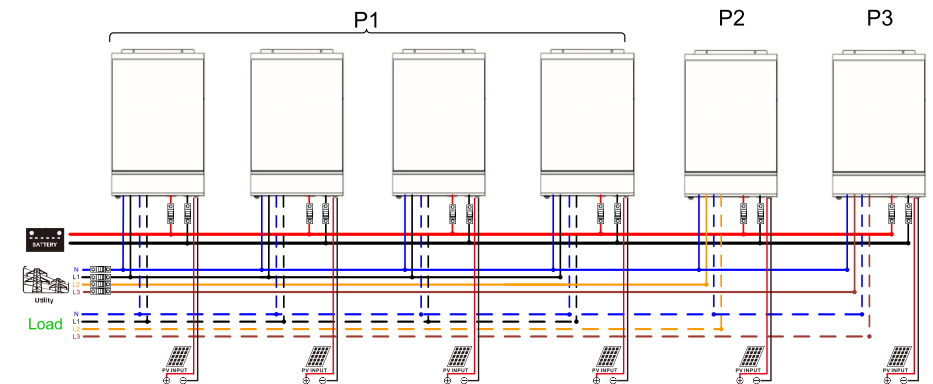 P1
P2
P3
BATTERY
N
L1
L2
L3
Utility
Load
N
L1
L2
L3
PV INPUT
PV INPUT
PV INPUT
PV INPUT
PV INPUT
PV INPUT